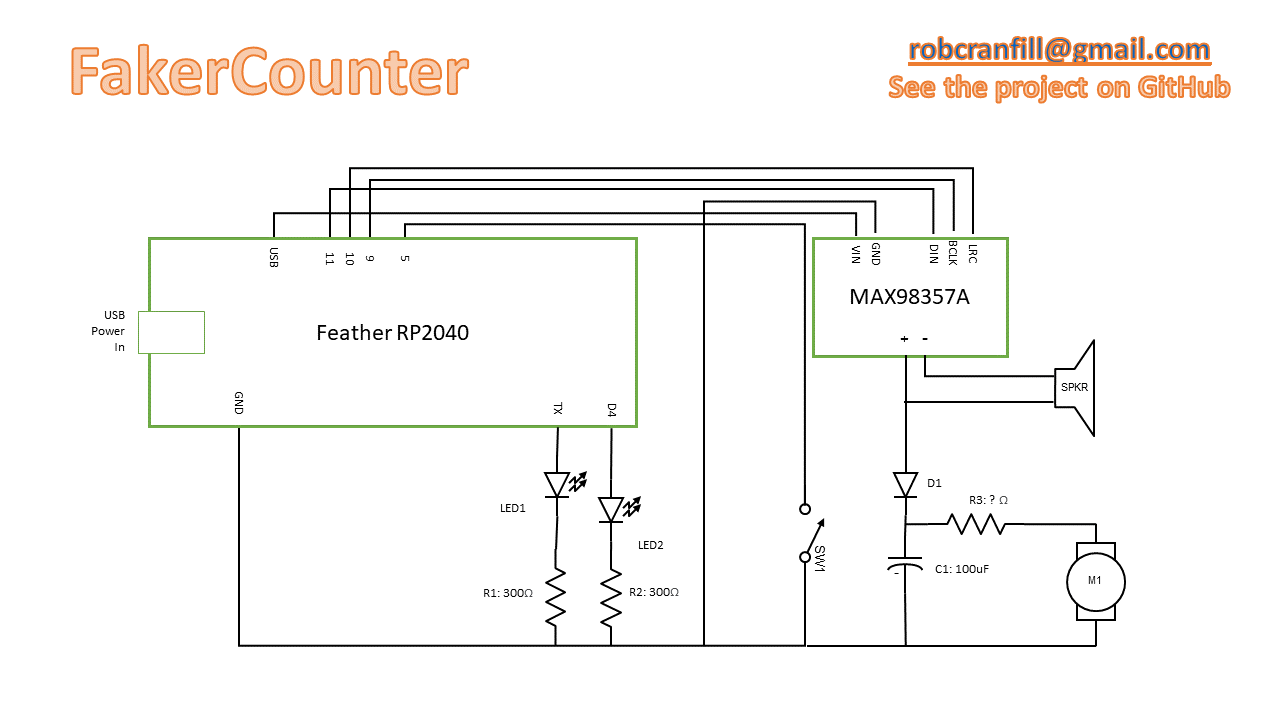 FakerCounter
robcranfill@gmail.com
See the project on GitHub
USB
11
10
9
5
VIN
GND
DIN
BCLK
LRC
MAX98357A
+ -
USB
Power
In
Feather RP2040
SPKR
GND
TX
D4
LED1
LED2
D1
R3: ? Ω
SW1
C1: 100uF
-
M1
R1: 300Ω
R2: 300Ω